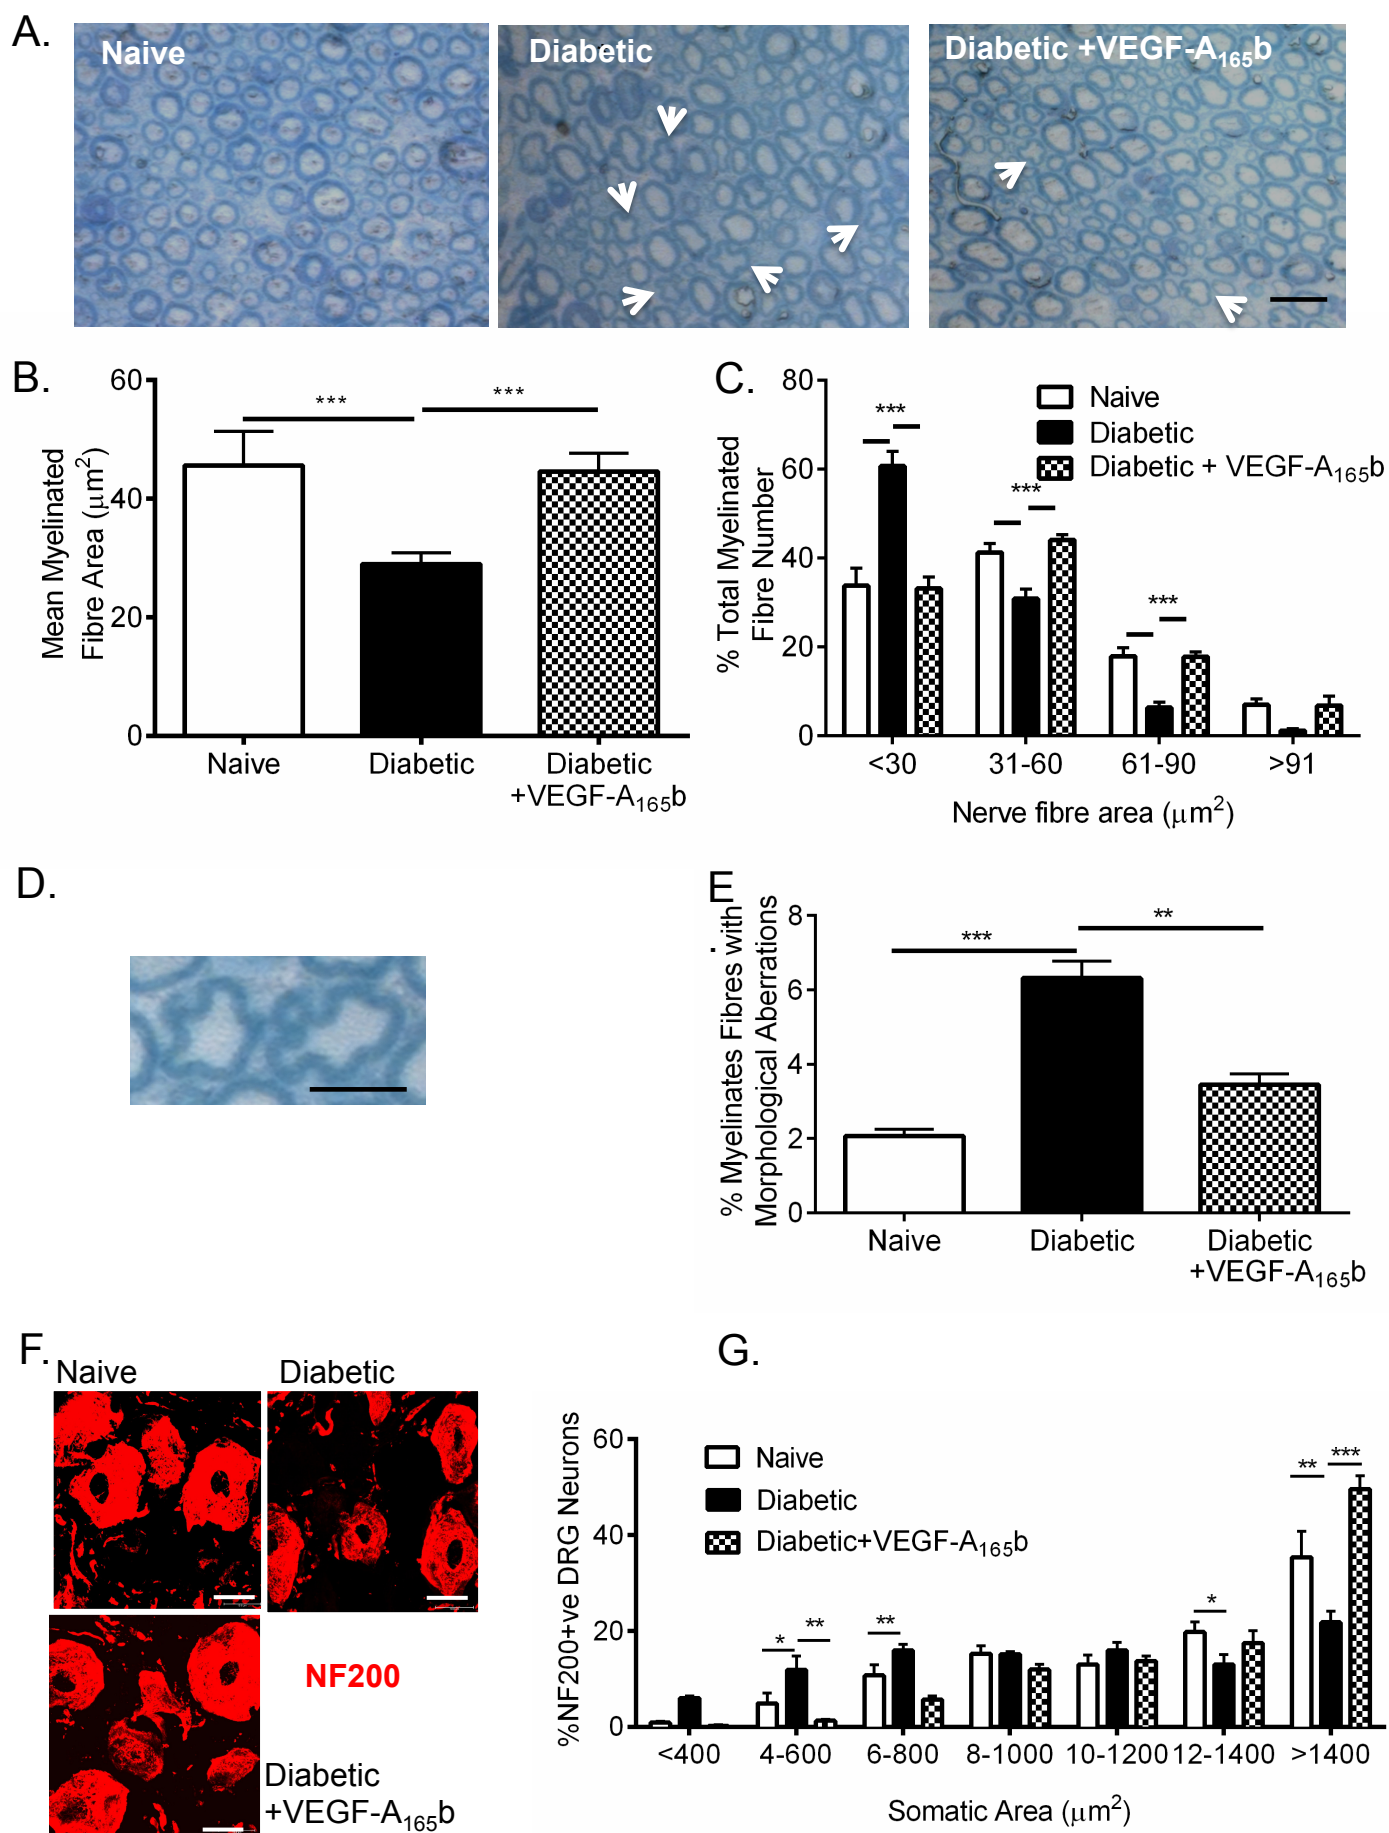 A.
Naive
Diabetic
Diabetic +VEGF-A165b
B.
Mean Myelinated
Fibre Area (μm2)
60
40
20
0
***
***
Naive
Diabetic
Diabetic
+VEGF-A165b
C.
% Total Myelinated
Fibre Number
80
60
40
20
0
***
***
***
Naive
Diabetic
Diabetic + VEGF-A165b
<30
31-60
61-90
>91
Nerve fibre area (μm2)
D.
E.
% Myelinates Fibres with
Morphological Aberrations
8
6
4
2
0
***
**
Naive
Diabetic
Diabetic
+VEGF-A165b
F.
Naive
Diabetic
NF200
Diabetic
+VEGF-A165b
G.
%NF200+ve DRG Neurons
60
40
20
0
Naive
Diabetic
Diabetic+VEGF-A165b
*
**
**
*
**
***
<400
4-600
6-800
8-1000
10-1200
12-1400
>1400
Somatic Area (μm2)